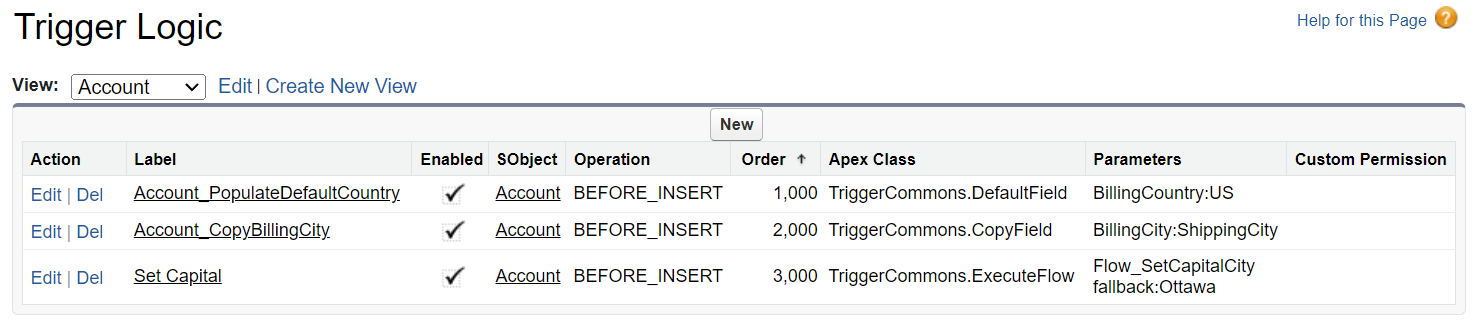 Trigger Logic
Help for this Page ?
View: Account Edit | Create New View
New
Action Label Enabled SObject Operation Order Apex Class Parameters Custom Permission
Edit | Del Account_PopulateDefaultCountry Account BEFORE_INSERT 1,000 TriggerCommons.DefaultField BillingCountry:US
Edit | Del Account_CopyBillingCity Account BEFORE_INSERT 2,000 TriggerCommons.CopyField BillingCity:ShippingCity
Edit | Del Set Capital Account BEFORE_INSERT 3,000 TriggerCommons.ExecuteFlow Flow_SetCapitalCity
fallback:Ottawa